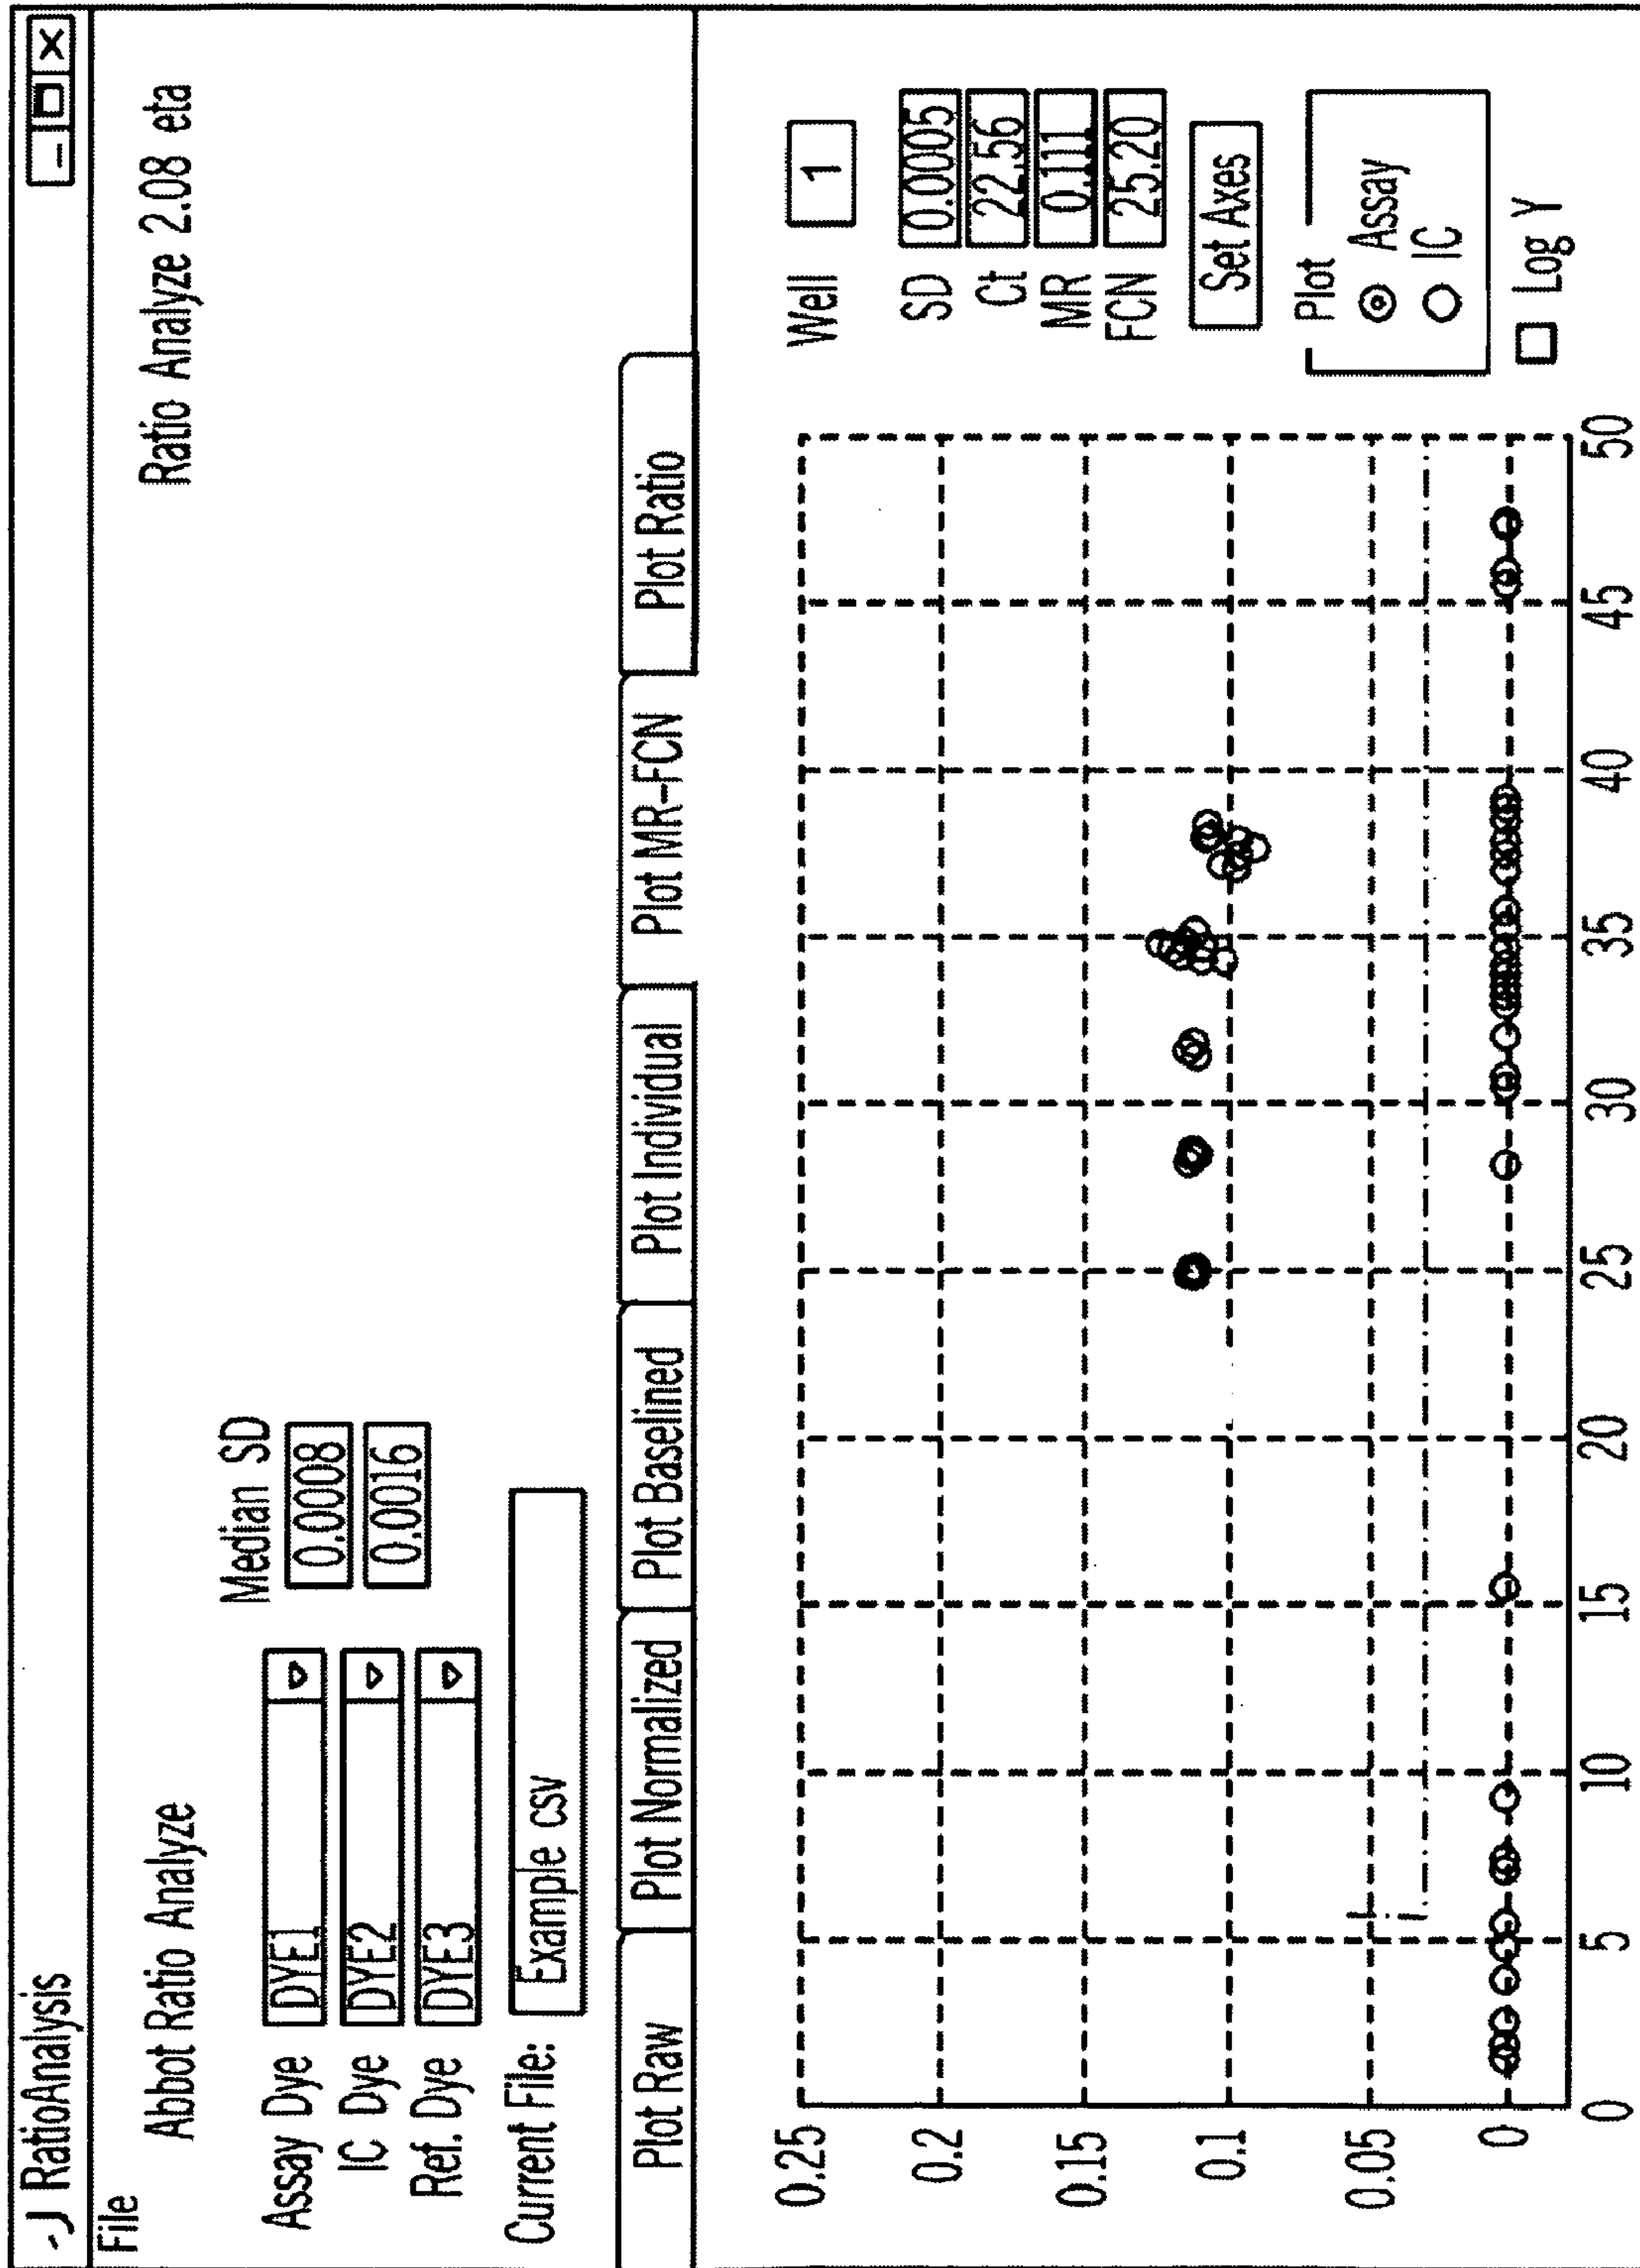 RatioAnalysis
File
Abbot Ratio Analyze
Ratio Analyze 2.08 eta
Median SD
Assay Dye DYE1 0.0008
IC Dye DYE2 0.0016
Ref. Dye DYE3
Current File: Example csv
Plot Raw Plot Normalized Plot Baselined Plot Individual Plot MR-FCN Plot Ratio
0.25
0.2
0.15
0.1
0.05
0
0 5 10 15 20 25 30 35 40 45 50
Well 1
SD 0.0005
Ct 22.56
MR 0.111
FCN 25.20
Set Axes
Plot
Assay
IC
Log Y